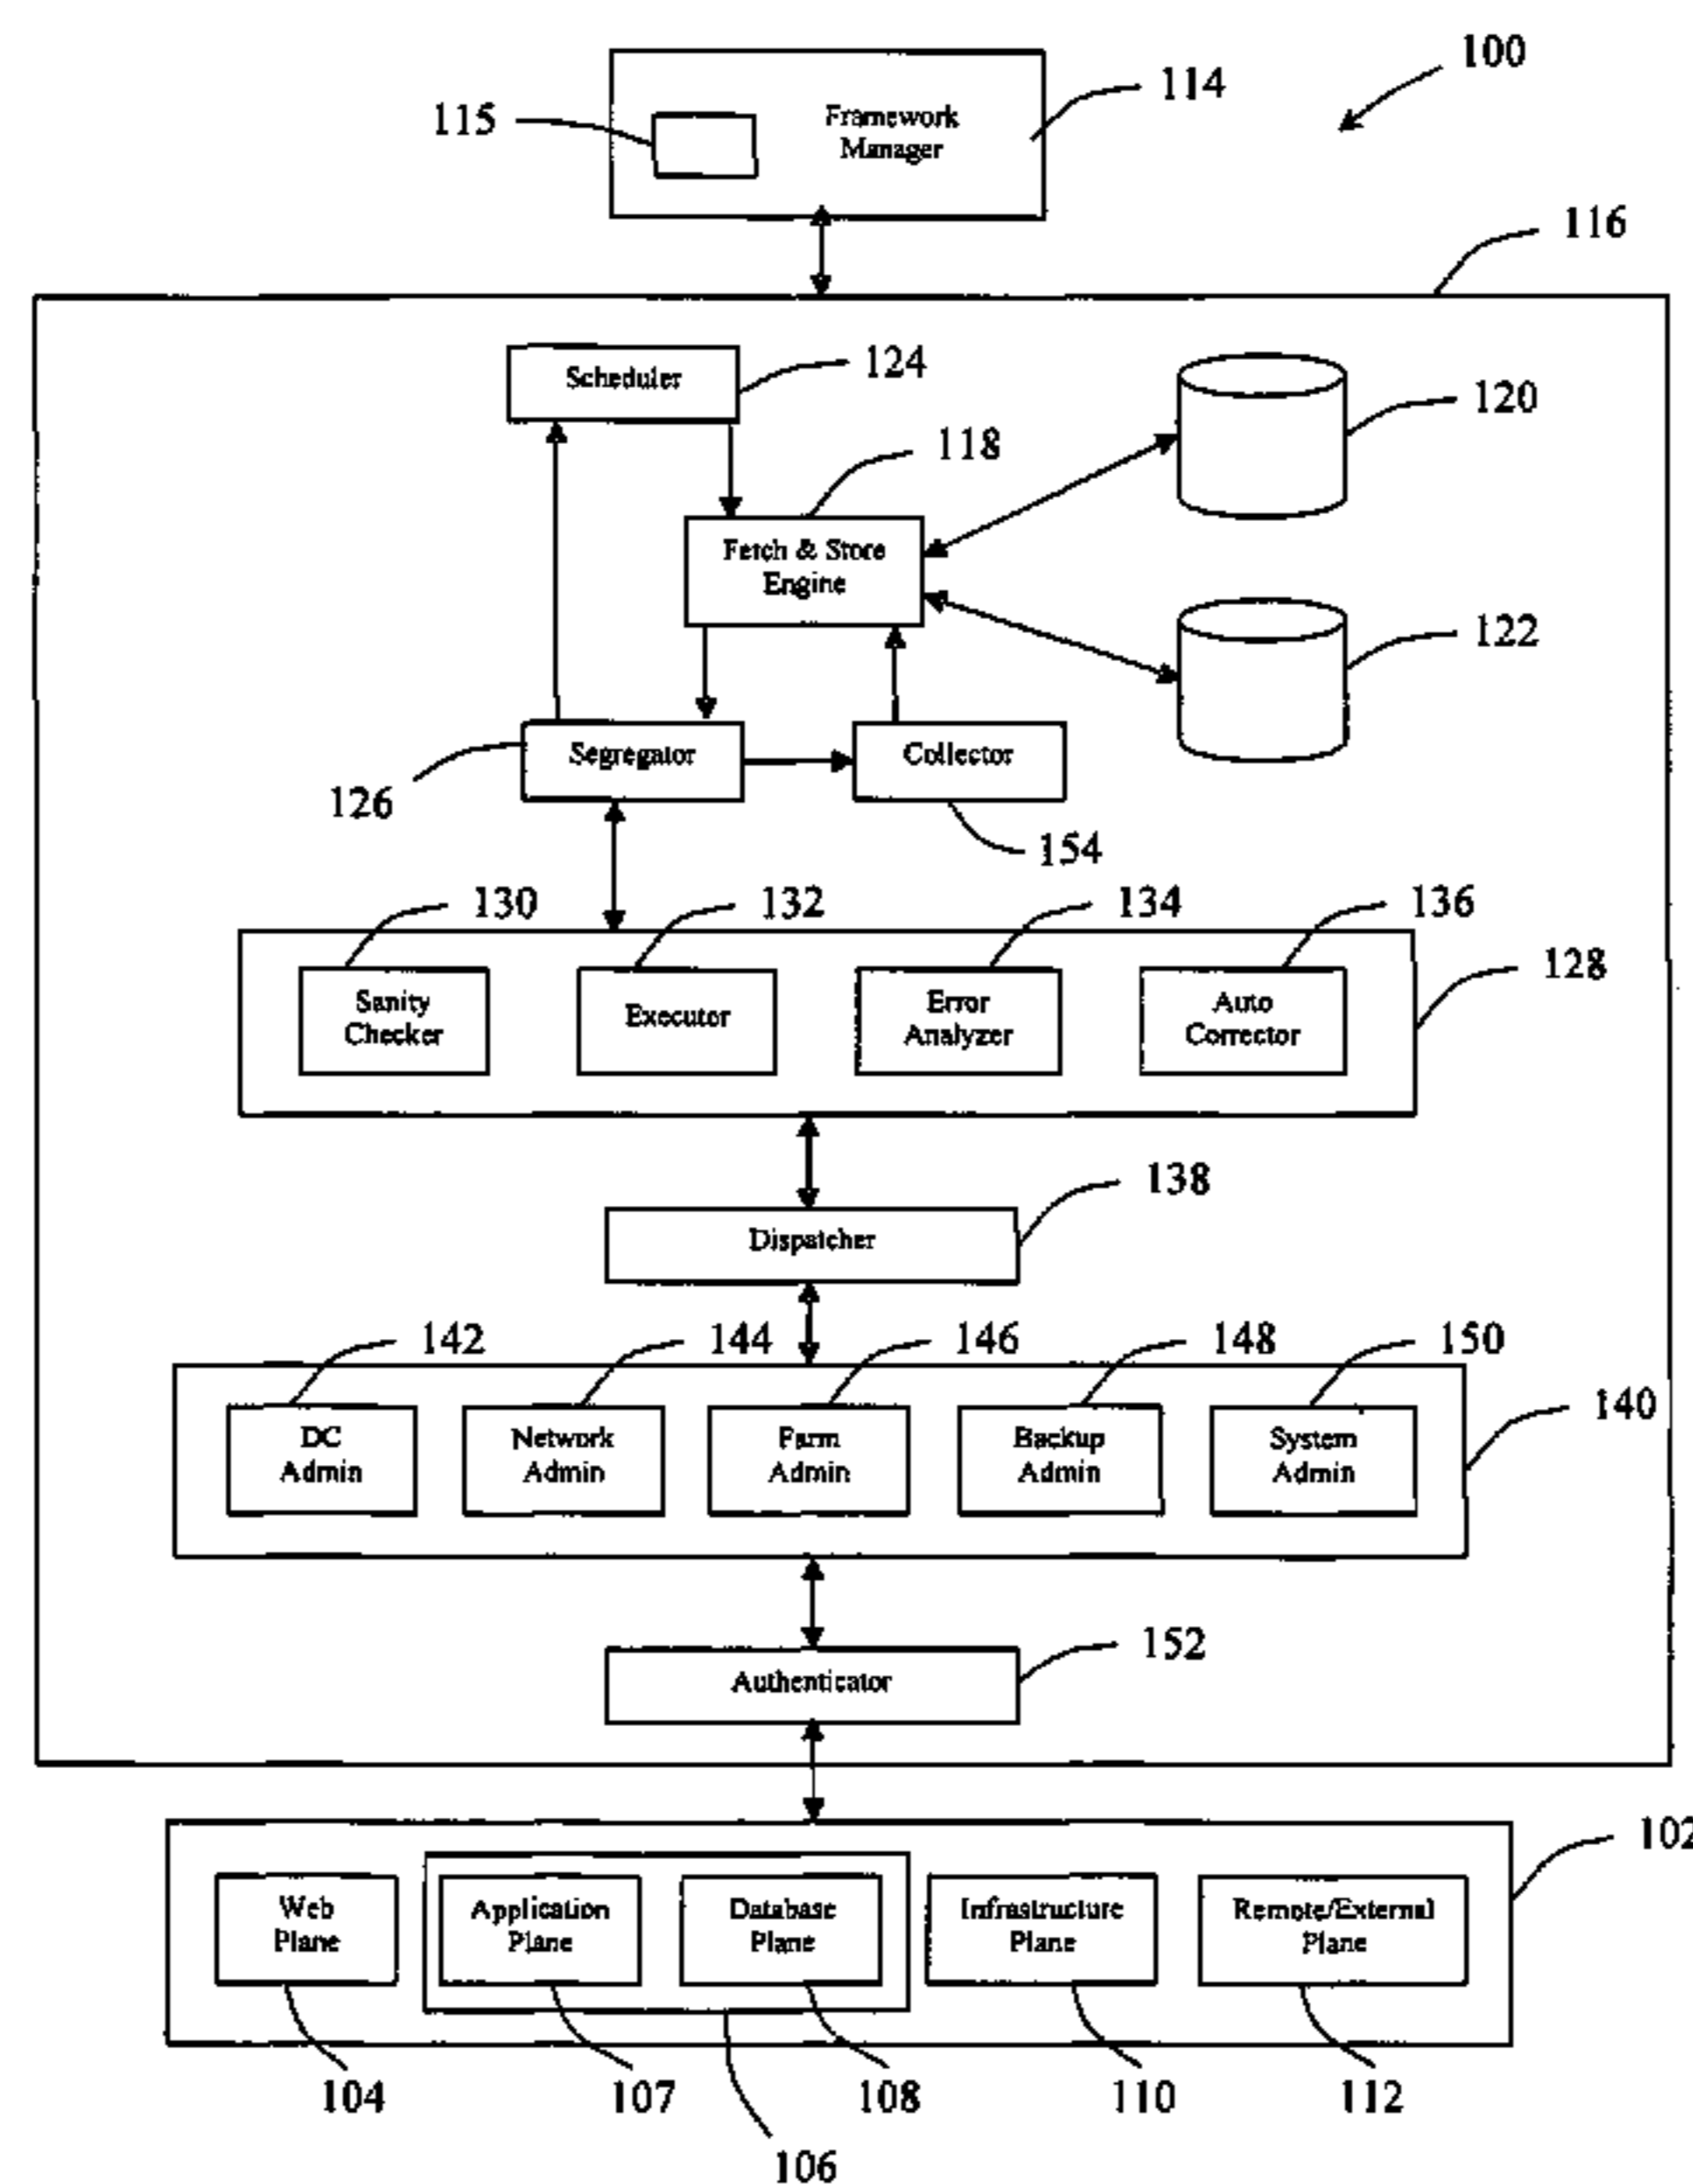 100
114
115
Framework
Manager
116
Scheduler
124
120
118
Fetch & Store
Engine
122
Segregator
Collector
126
154
130
132
134
136
128
Sanity
Checker
Executor
Error
Analyzer
Auto
Corrector
138
Dispatcher
142
144
146
148
150
140
DC
Admin
Network
Admin
Farm
Admin
Backup
Admin
System
Admin
152
Authenticator
102
Web
Plane
Application
Plane
Database
Plane
Infrastructure
Plane
Remote/External
Plane
104
107
108
110
112
106